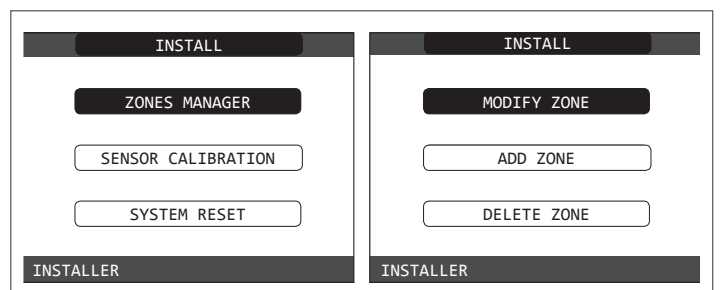 INSTALL
ZONES MANAGER
SENSOR CALIBRATION
SYSTEM RESET
INSTALLER
INSTALL
MODIFY ZONE
ADD ZONE
DELETE ZONE
INSTALLER